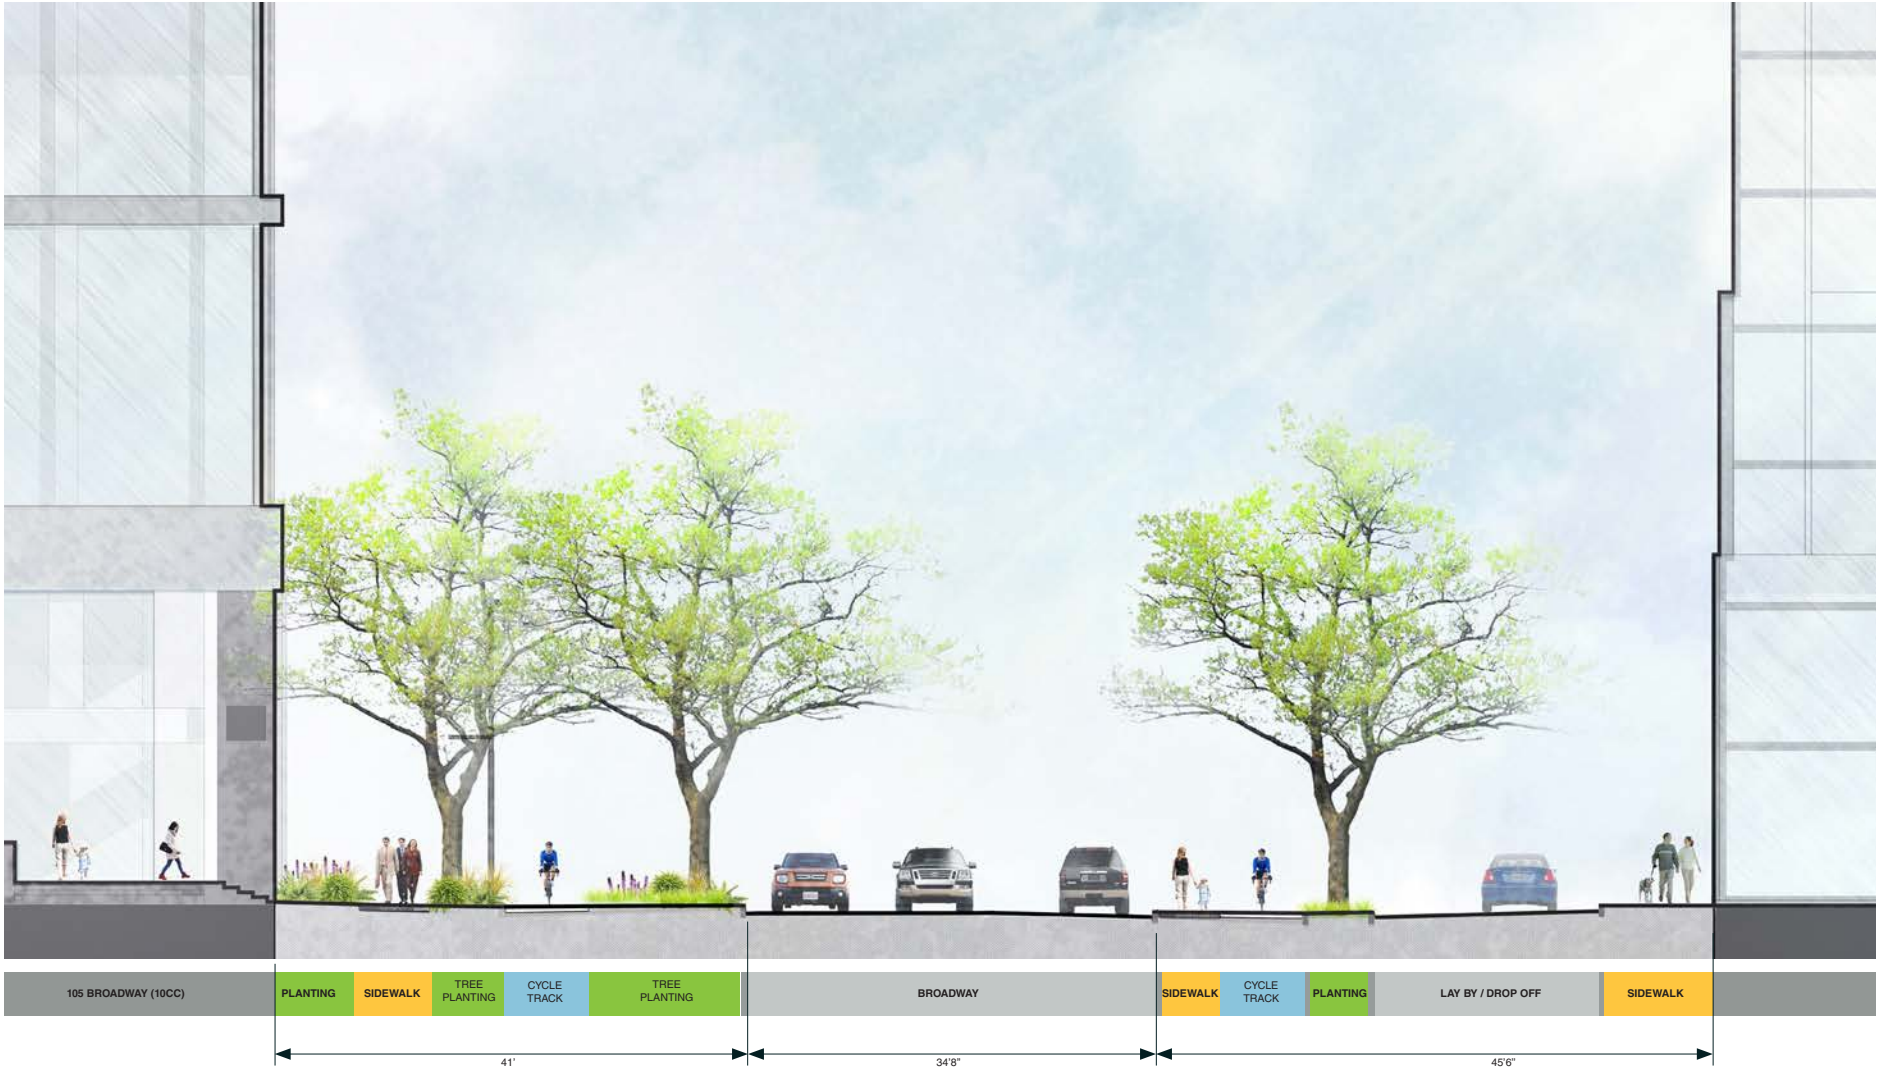 105 BROADWAY (10CC)
PLANTING
SIDEWALK
TREE
PLANTING
CYCLE
TRACK
TREE
PLANTING
BROADWAY
SIDEWALK
CYCLE
TRACK
PLANTING
LAY BY / DROP OFF
SIDEWALK
41'
34'8"
45'6"